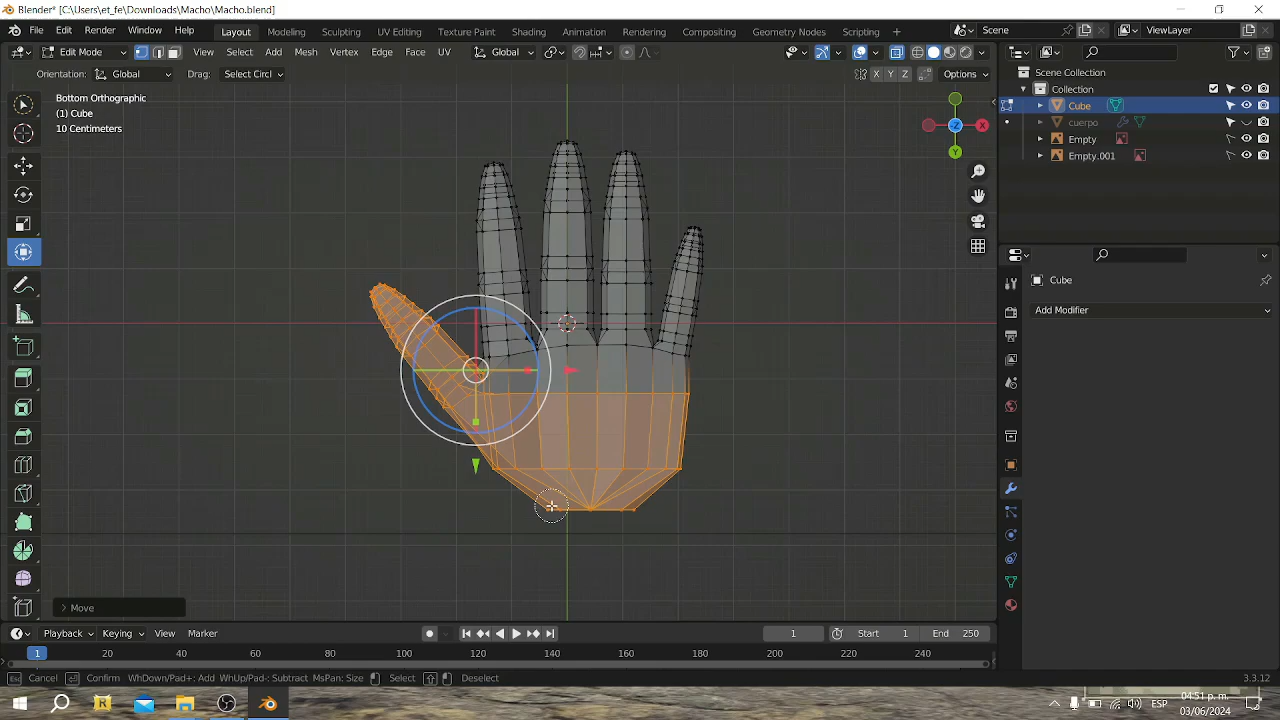 Blender* [C:\Users\et_fe\Downloads\Macho\Macho.blend]
File Edit Render Window Help Layout Modeling Sculpting UV Editing Texture Paint Shading Animation Rendering Compositing Geometry Nodes Scripting + Scene ViewLayer
Edit Mode View Select Add Mesh Vertex Edge Face UV Global
Orientation: Global Drag: Select Circl X Y Z Options
Scene Collection
Collection
Cube
cuerpo
Empty
Empty.001
Bottom Orthographic
(1) Cube
10 Centimeters
Z X Y
Cube
Add Modifier
Move
Playback Keying View Marker 1 Start 1 End 250
1 20 40 60 80 100 120 140 160 180 200 220 240
Cancel Confirm WhDown/Pad+: Add WhUp/Pad-: Subtract MsPan: Size Select Deselect 3.3.12
R ESP 04:51 p. m.
03/06/2024